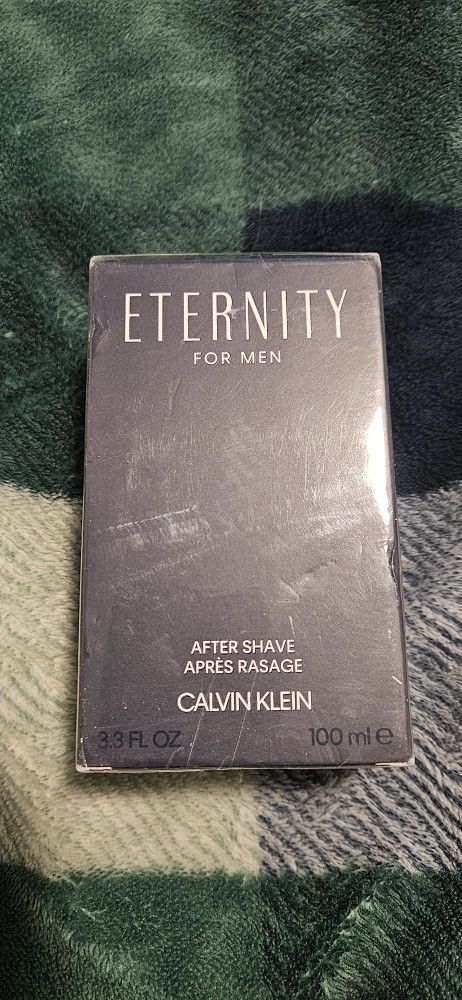 ETERNITY
FOR MEN
AFTER SHAVE
APRÈS RASAGE
CALVIN KLEIN
3.3 FL OZ 100 ml ℮